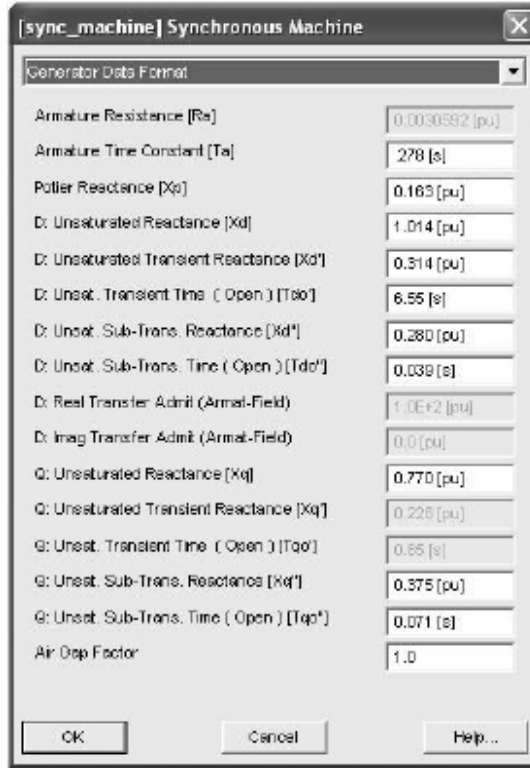 [sync_machine] Synchronous Machine
Generator Data Format
Armature Resistance [Ra] 0.0030592 [pu]
Armature Time Constant [Ta] .278 [s]
Potier Reactance [Xp] 0.163 [pu]
D: Unsaturated Reactance [Xd] 1.014 [pu]
D: Unsaturated Transient Reactance [Xd'] 0.314 [pu]
D: Unsat. Transient Time ( Open ) [Tdo'] 6.55 [s]
D: Unsat. Sub-Trans. Reactance [Xd"] 0.280 [pu]
D: Unsat. Sub-Trans. Time ( Open ) [Tdo"] 0.039 [s]
D: Real Transfer Admit (Armat-Field) 1.0E+2 [pu]
D: Imag Transfer Admit (Armat-Field) 0.0 [pu]
Q: Unsaturated Reactance [Xq] 0.770 [pu]
Q: Unsaturated Transient Reactance [Xq'] 0.228 [pu]
Q: Unsat. Transient Time ( Open ) [Tqo'] 0.85 [s]
Q: Unsat. Sub-Trans. Reactance [Xq"] 0.375 [pu]
Q: Unsat. Sub-Trans. Time ( Open ) [Tqo"] 0.071 [s]
Air Gap Factor 1.0
OK Cancel Help...